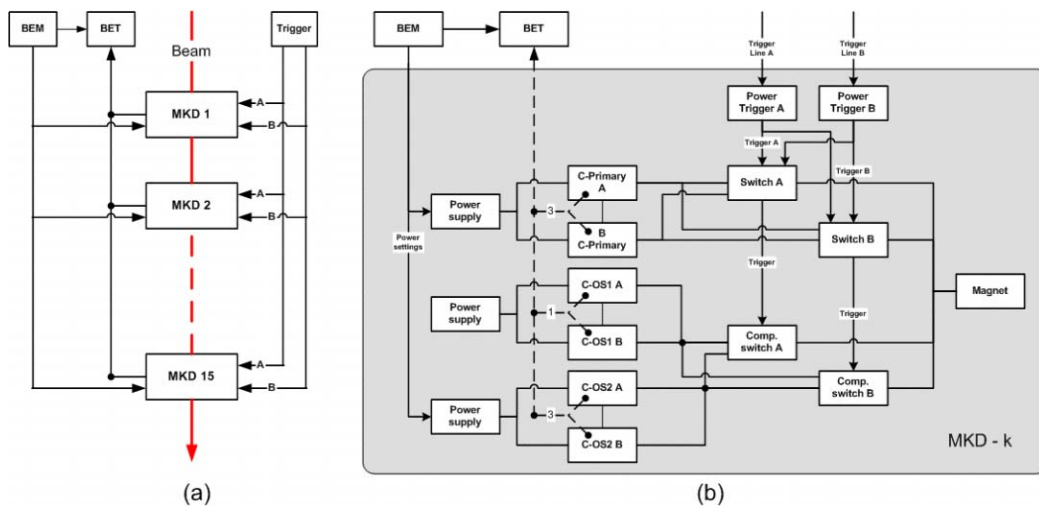 BEM
BET
Trigger
Beam
MKD 1
A
B
MKD 2
A
B
MKD 15
A
B
(a)
BEM
BET
Trigger
Line A
Trigger
Line B
Power
Trigger A
Power
Trigger B
Trigger A
Trigger B
C-Primary
A
Switch A
Power
supply
3
B
C-Primary
Switch B
Power
settings
Trigger
C-OS1 A
Magnet
Power
supply
1
Trigger
C-OS1 B
Comp.
switch A
C-OS2 A
Comp.
switch B
Power
supply
3
C-OS2 B
MKD - k
(b)